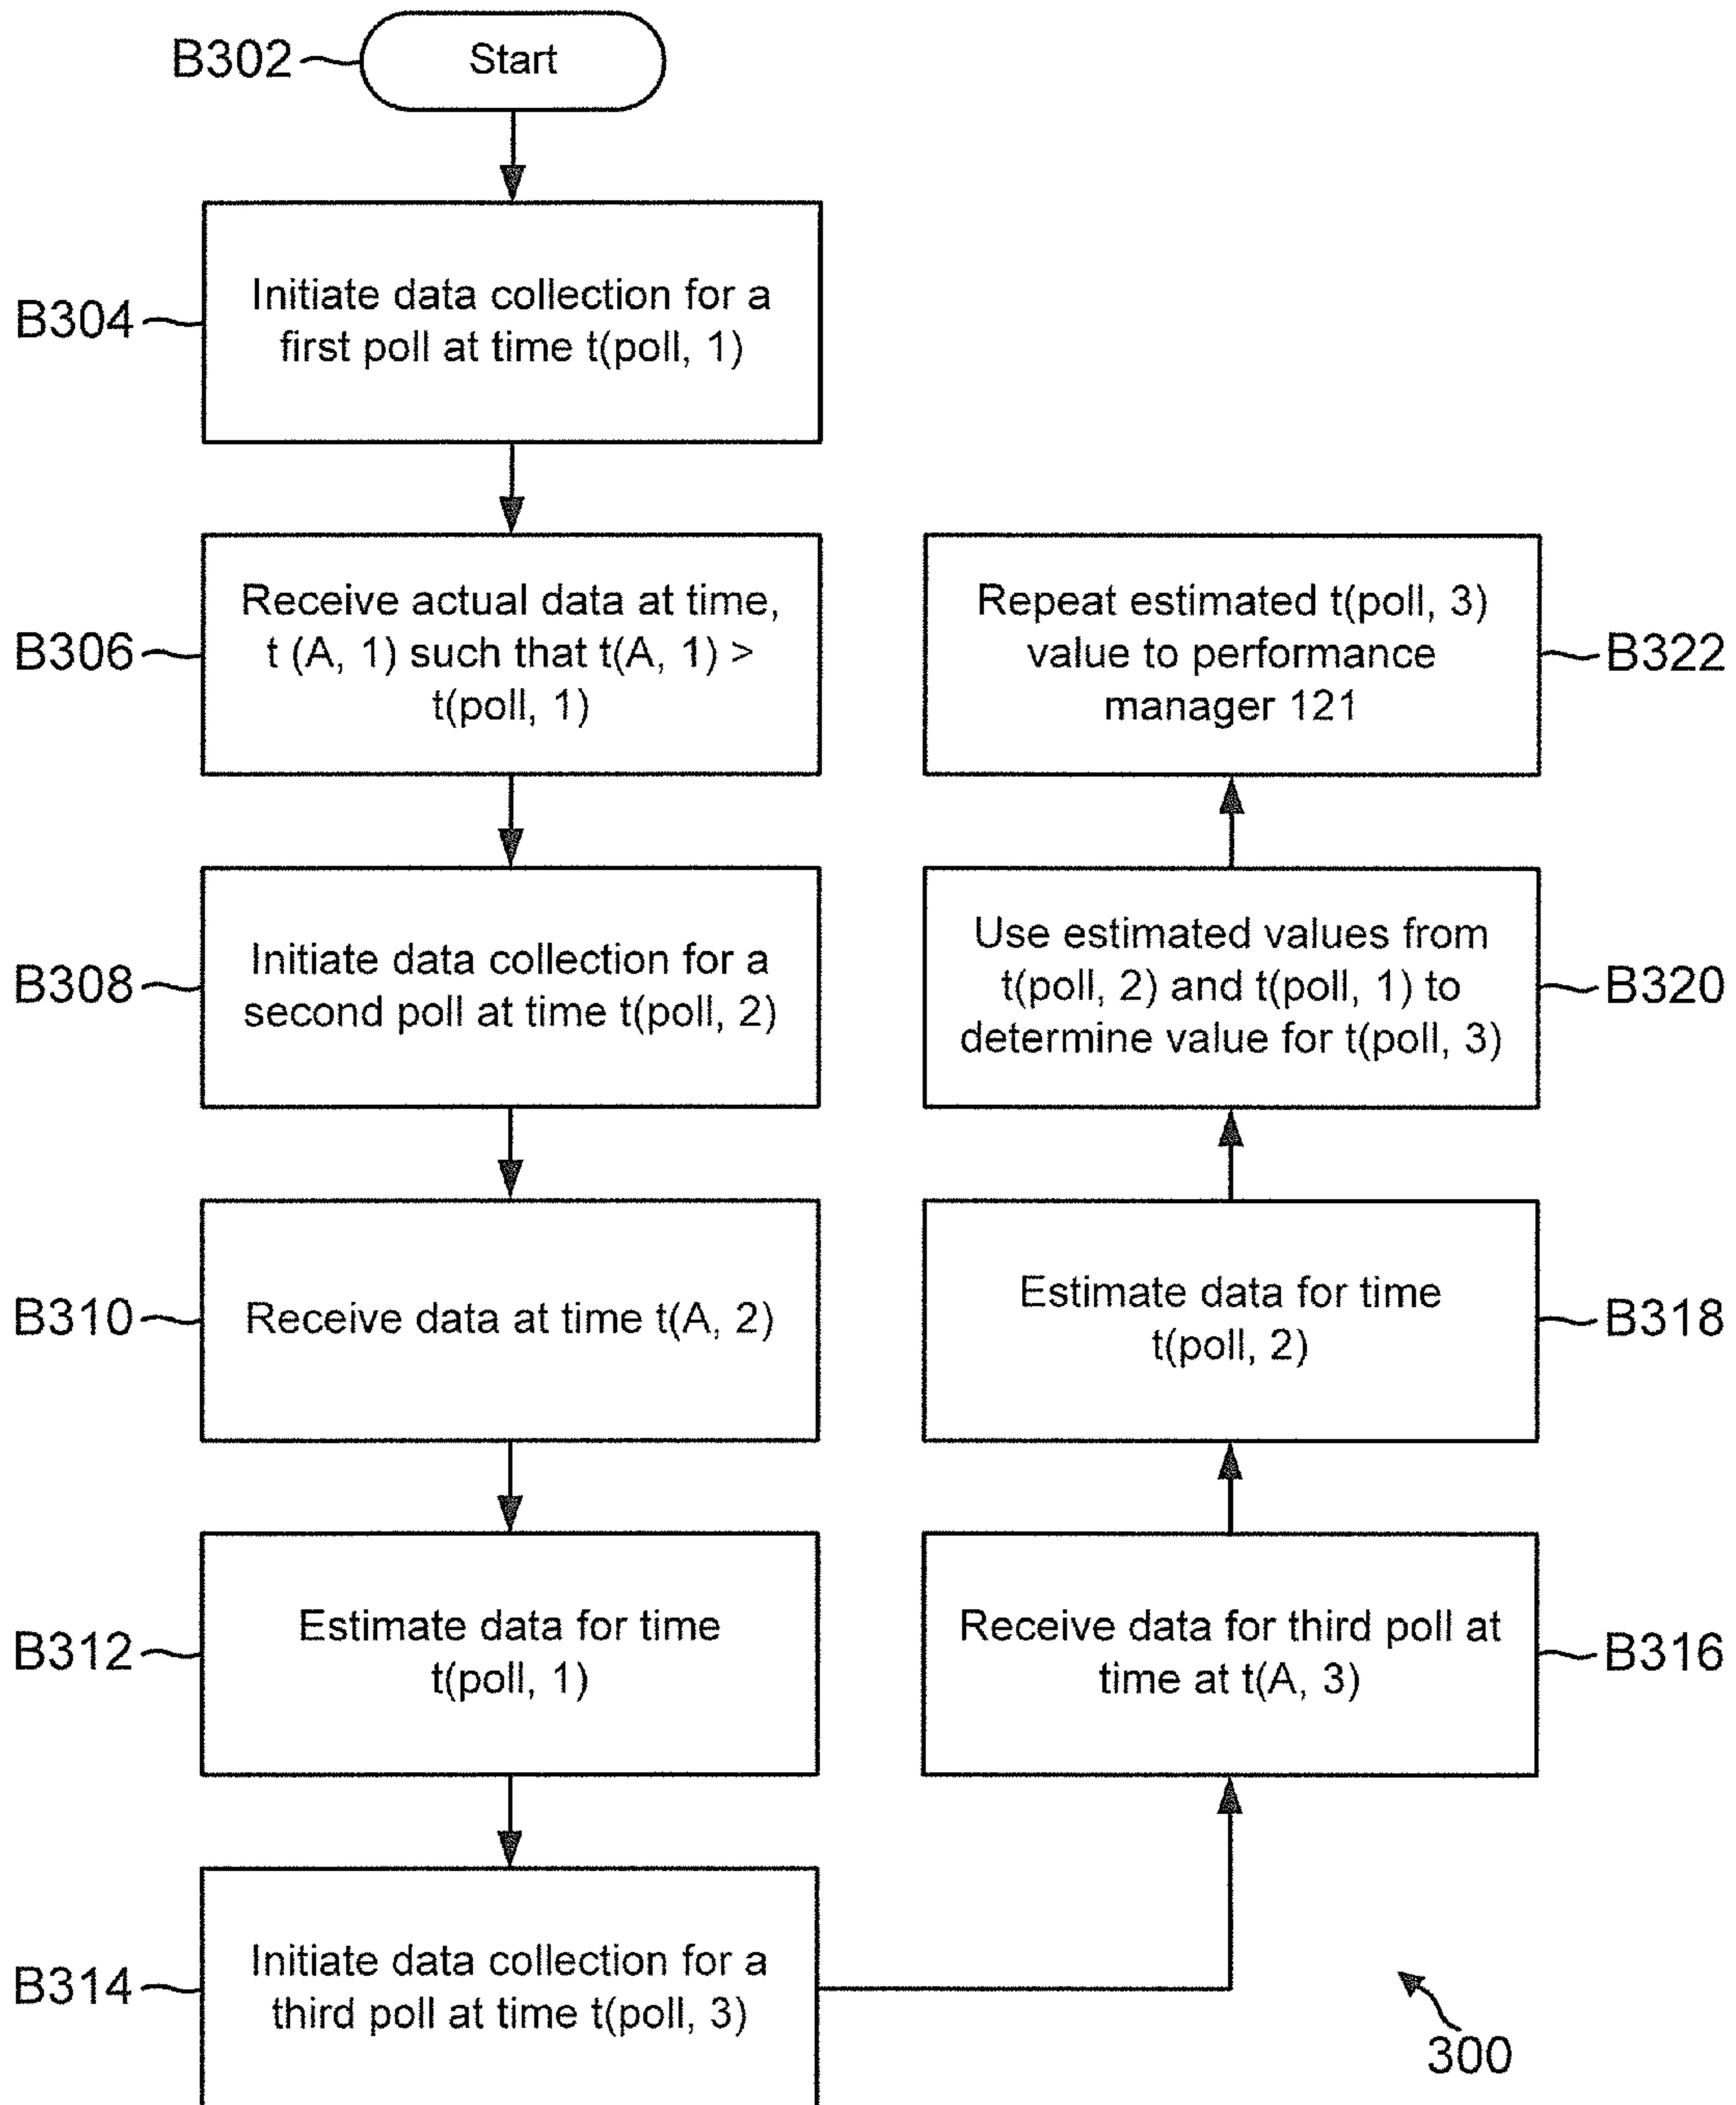 B302
Start
B304
Initiate data collection for a
first poll at time t(poll, 1)
B306
Receive actual data at time,
t (A, 1) such that t(A, 1) >
t(poll, 1)
B308
Initiate data collection for a
second poll at time t(poll, 2)
B310
Receive data at time t(A, 2)
B312
Estimate data for time
t(poll, 1)
B314
Initiate data collection for a
third poll at time t(poll, 3)
Receive data for third poll at
time at t(A, 3)
B316
Estimate data for time
t(poll, 2)
B318
Use estimated values from
t(poll, 2) and t(poll, 1) to
determine value for t(poll, 3)
B320
Repeat estimated t(poll, 3)
value to performance
manager 121
B322
300